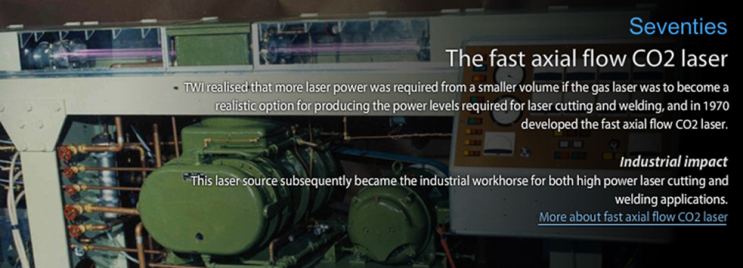 Seventies
The fast axial flow CO2 laser
TWI realised that more laser power was required from a smaller volume if the gas laser was to become a
realistic option for producing the power levels required for laser cutting and welding, and in 1970
developed the fast axial flow CO2 laser.
Industrial impact
This laser source subsequently became the industrial workhorse for both high power laser cutting and
welding applications.
More about fast axial flow CO2 laser